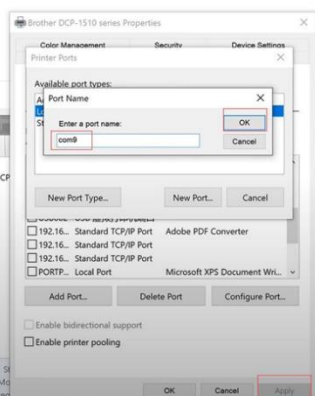 Brother DCP-1510 series Properties
Color Management Security Device Settings
Printer Ports
Available port types:
Port Name
Enter a port name:
OK
com9
Cancel
New Port Type... New Port... Cancel
192.16... Standard TCP/IP Port Adobe PDF Converter
192.16... Standard TCP/IP Port
192.16... Standard TCP/IP Port
PORTP... Local Port Microsoft XPS Document Wri...
Add Port... Delete Port Configure Port...
Enable bidirectional support
Enable printer pooling
OK Cancel Apply